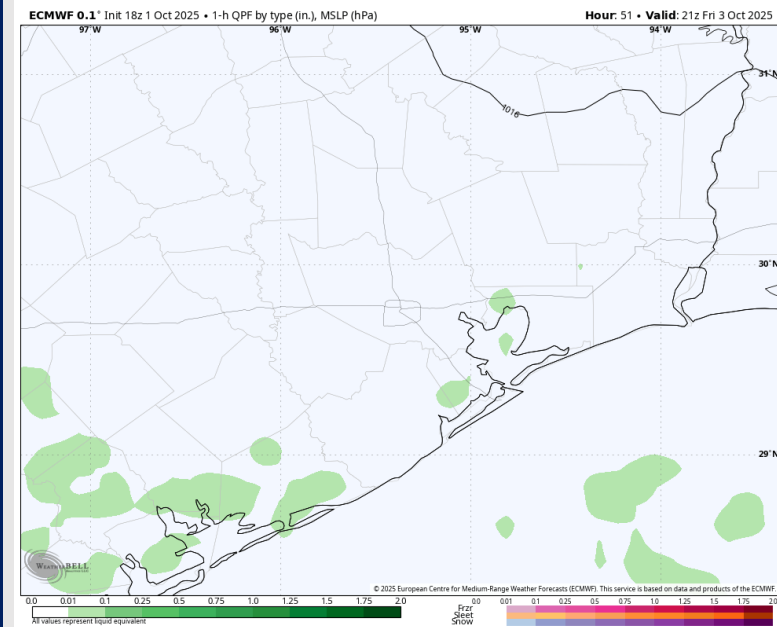 ECMWF 0.1° Init 18z 1 Oct 2025 • 1-h QPF by type (in.), MSLP (hPa)
Hour: 51 • Valid: 21z Fri 3 Oct 2025
97°W 96°W 95°W 94°W
31°N
1016
30°N
29°N
WEATHERBELL
© 2025 European Centre for Medium-Range Weather Forecasts (ECMWF). This service is based on data and products of the ECMWF.
0.0 0.01 0.1 0.25 0.5 0.75 1.0 1.25 1.5 1.75 2.0
All values represent liquid equivalent
0.0 0.01 0.1 0.25 0.5 0.75 1.0 1.25 1.5 1.75 2.0
Frzr
Sleet
Snow